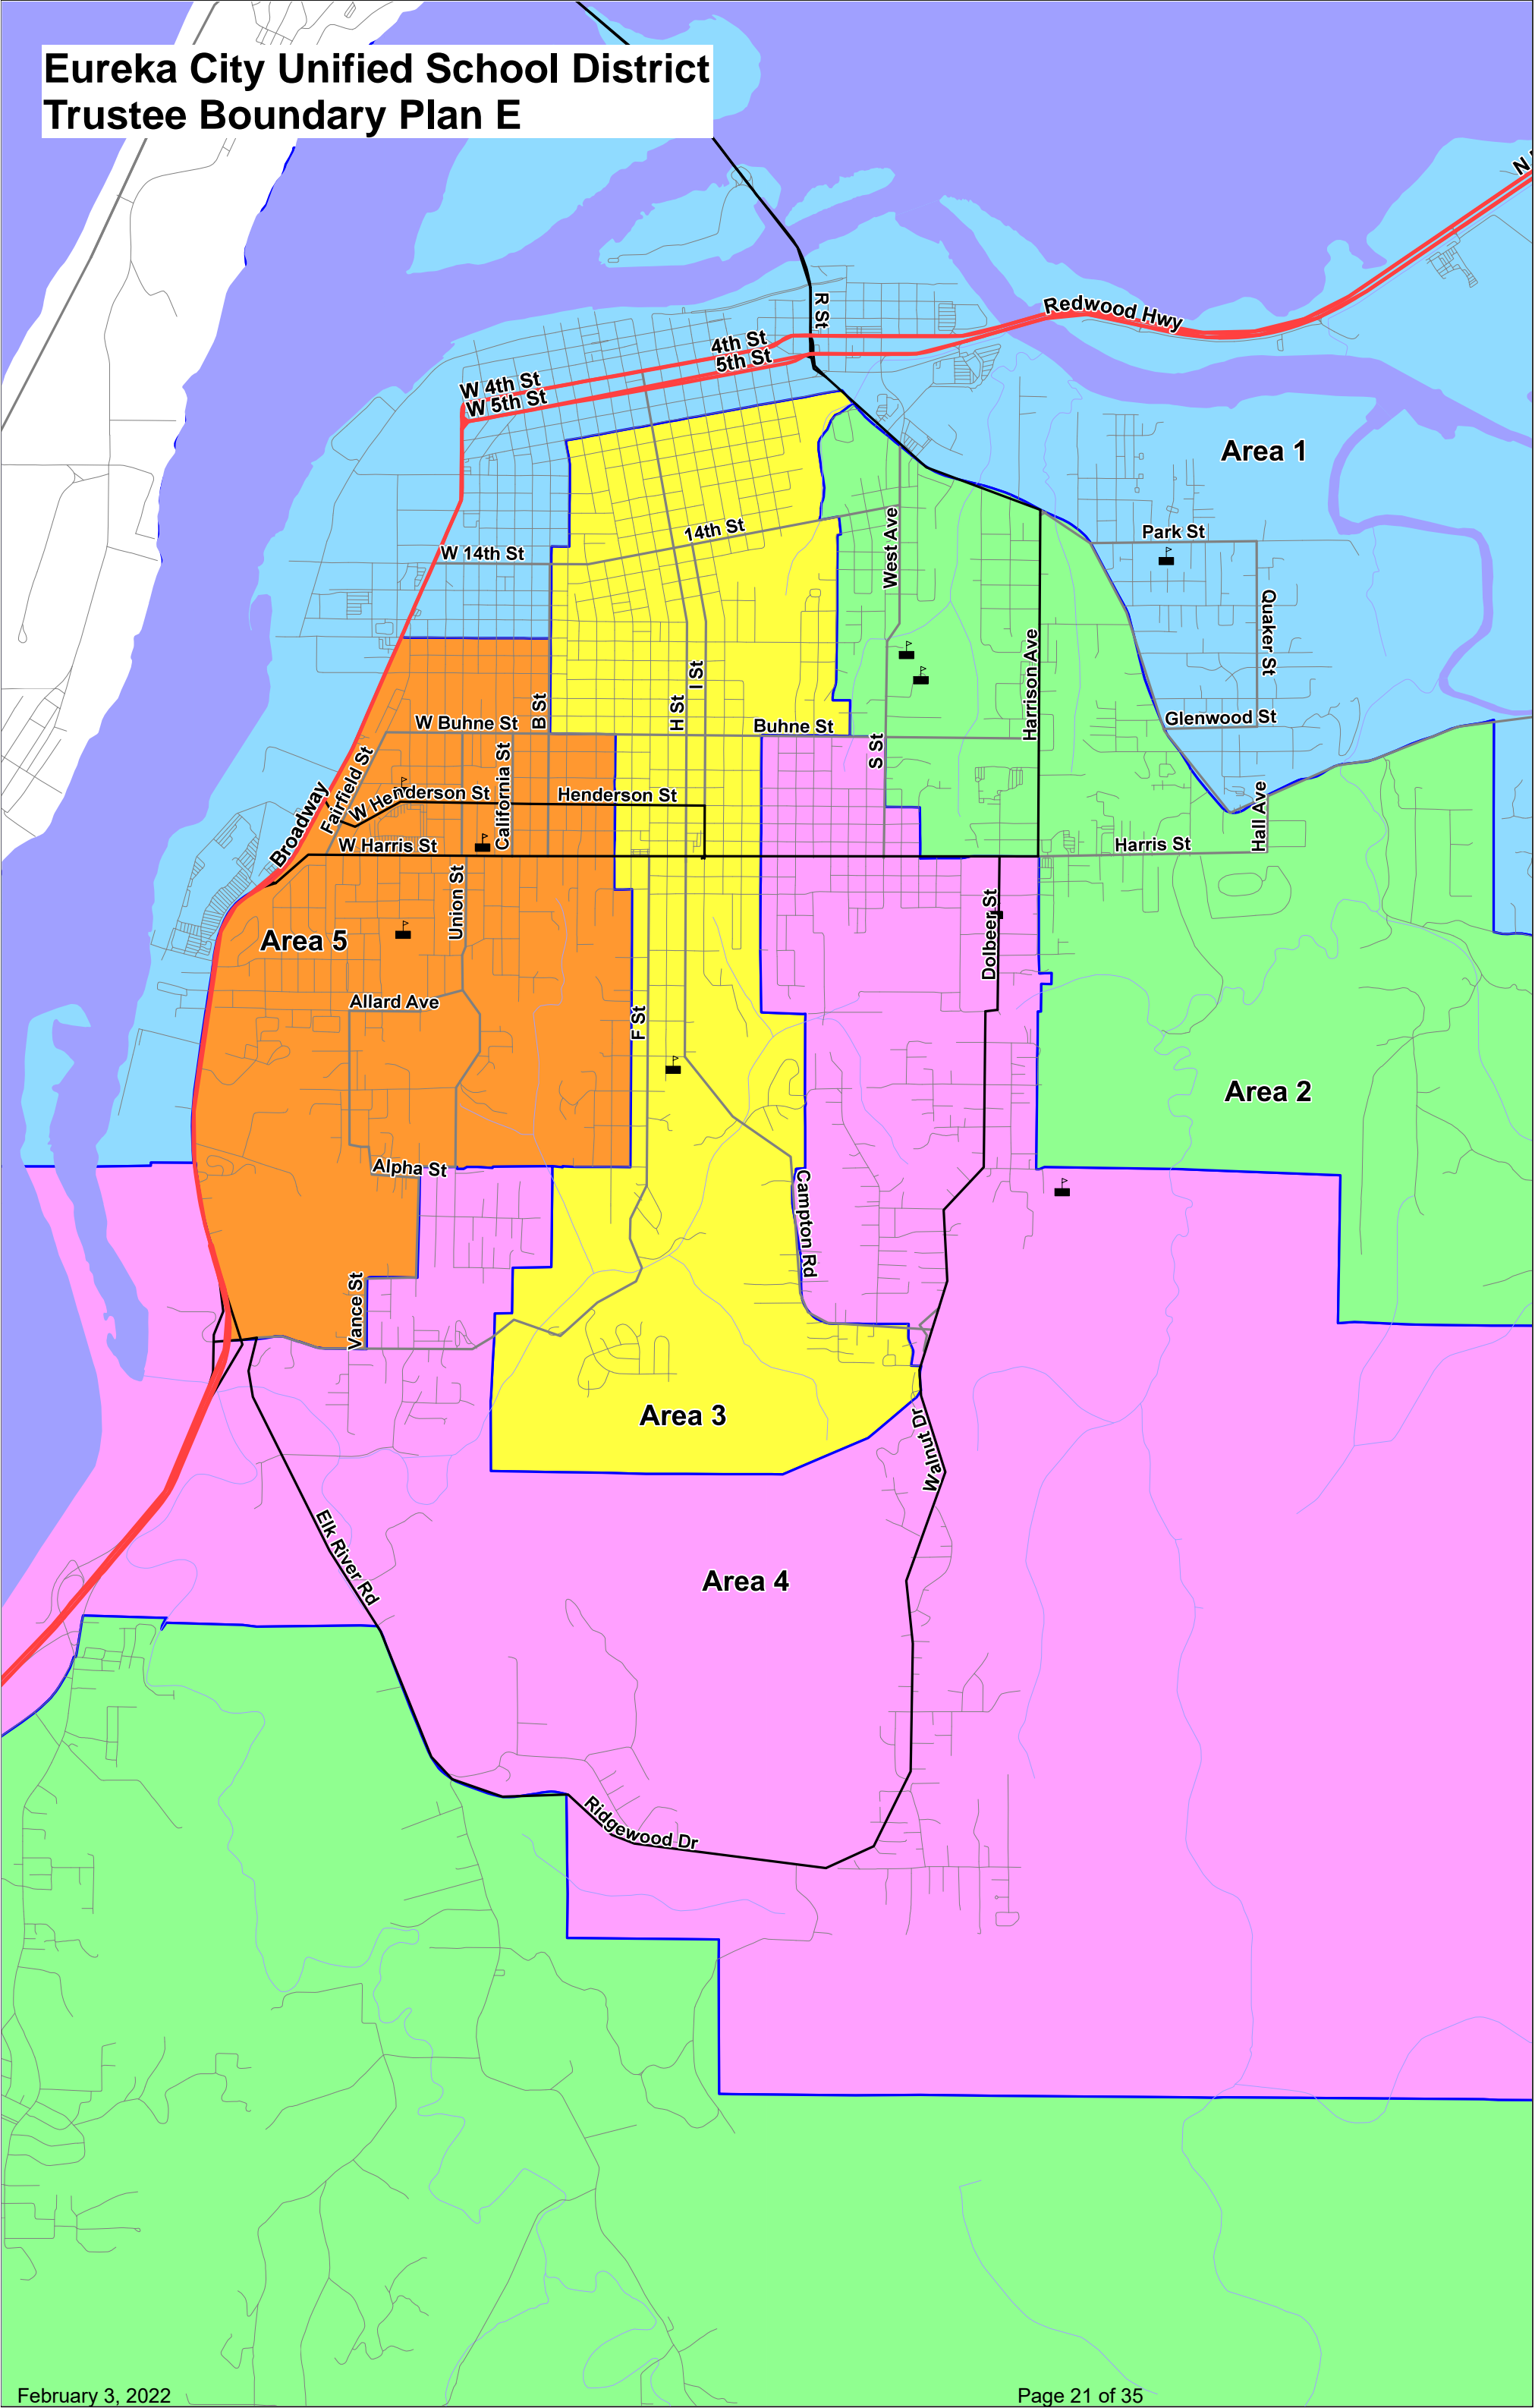 Eureka City Unified School District
Trustee Boundary Plan E
N
Redwood Hwy
R St
4th St
5th St
W 4th St
W 5th St
Area 1
14th St
W 14th St
West Ave
Park St
Quaker St
Harrison Ave
I St
H St
B St
W Buhne St
Buhne St
Glenwood St
S St
California St
Fairfield St
W Henderson St
Henderson St
Broadway
W Harris St
Harris St
Hall Ave
Union St
Dolbeer St
Area 5
Allard Ave
F St
Area 2
Alpha St
Campton Rd
Vance St
Area 3
Walnut Dr
Elk River Rd
Area 4
Ridgewood Dr
February 3, 2022
Page 21 of 35